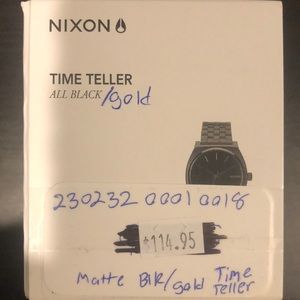 NIXON
TIME TELLER
ALL BLACK/gold
230232 0001 0018
$114.95
Matte Blk/gold Time Teller